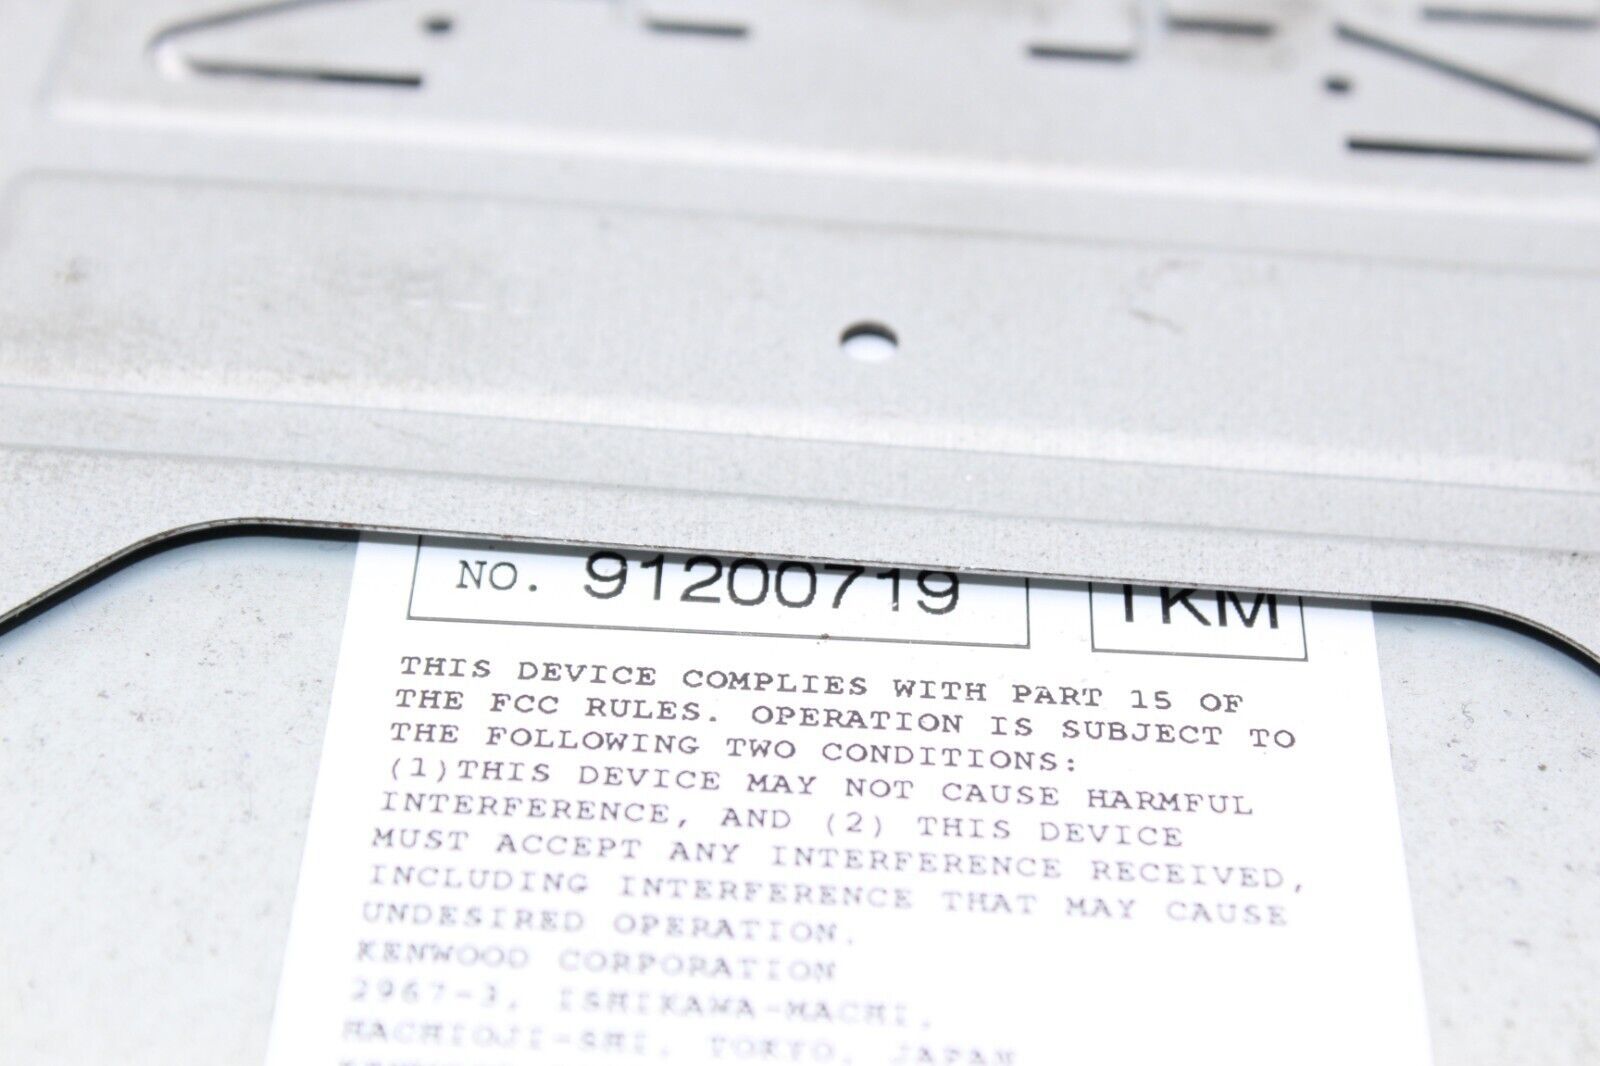 NO. 91200719
TKM
THIS DEVICE COMPLIES WITH PART 15 OF
THE FCC RULES. OPERATION IS SUBJECT TO
THE FOLLOWING TWO CONDITIONS:
(1)THIS DEVICE MAY NOT CAUSE HARMFUL
INTERFERENCE, AND (2) THIS DEVICE
MUST ACCEPT ANY INTERFERENCE RECEIVED,
INCLUDING INTERFERENCE THAT MAY CAUSE
UNDESIRED OPERATION.
KENWOOD CORPORATION
2967-3, ISHIKAWA-MACHI,
HACHIOJI-SHI, TOKYO, JAPAN